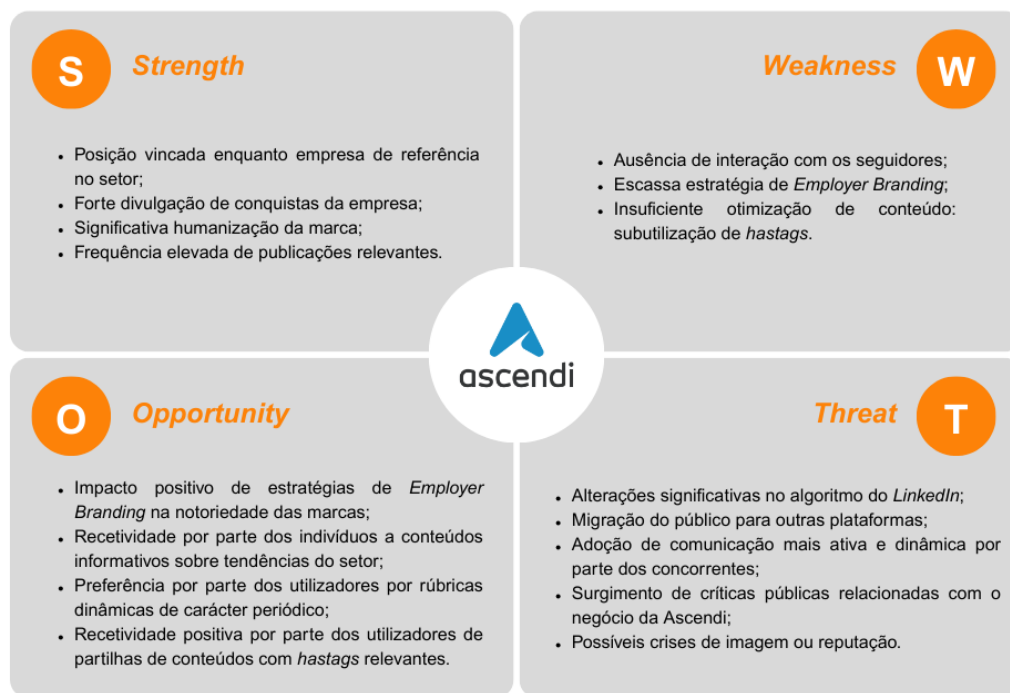 S
Strength
• Posição vincada enquanto empresa de referência
no setor;
• Forte divulgação de conquistas da empresa;
• Significativa humanização da marca;
• Frequência elevada de publicações relevantes.
Weakness
W
• Ausência de interação com os seguidores;
• Escassa estratégia de Employer Branding;
• Insuficiente otimização de conteúdo:
subutilização de hastags.
ascendi
O
Opportunity
• Impacto positivo de estratégias de Employer
Branding na notoriedade das marcas;
• Recetividade por parte dos indivíduos a conteúdos
informativos sobre tendências do setor;
• Preferência por parte dos utilizadores por rúbricas
dinâmicas de carácter periódico;
• Recetividade positiva por parte dos utilizadores de
partilhas de conteúdos com hastags relevantes.
Threat
T
• Alterações significativas no algoritmo do LinkedIn;
• Migração do público para outras plataformas;
• Adoção de comunicação mais ativa e dinâmica por
parte dos concorrentes;
• Surgimento de críticas públicas relacionadas com o
negócio da Ascendi;
• Possíveis crises de imagem ou reputação.